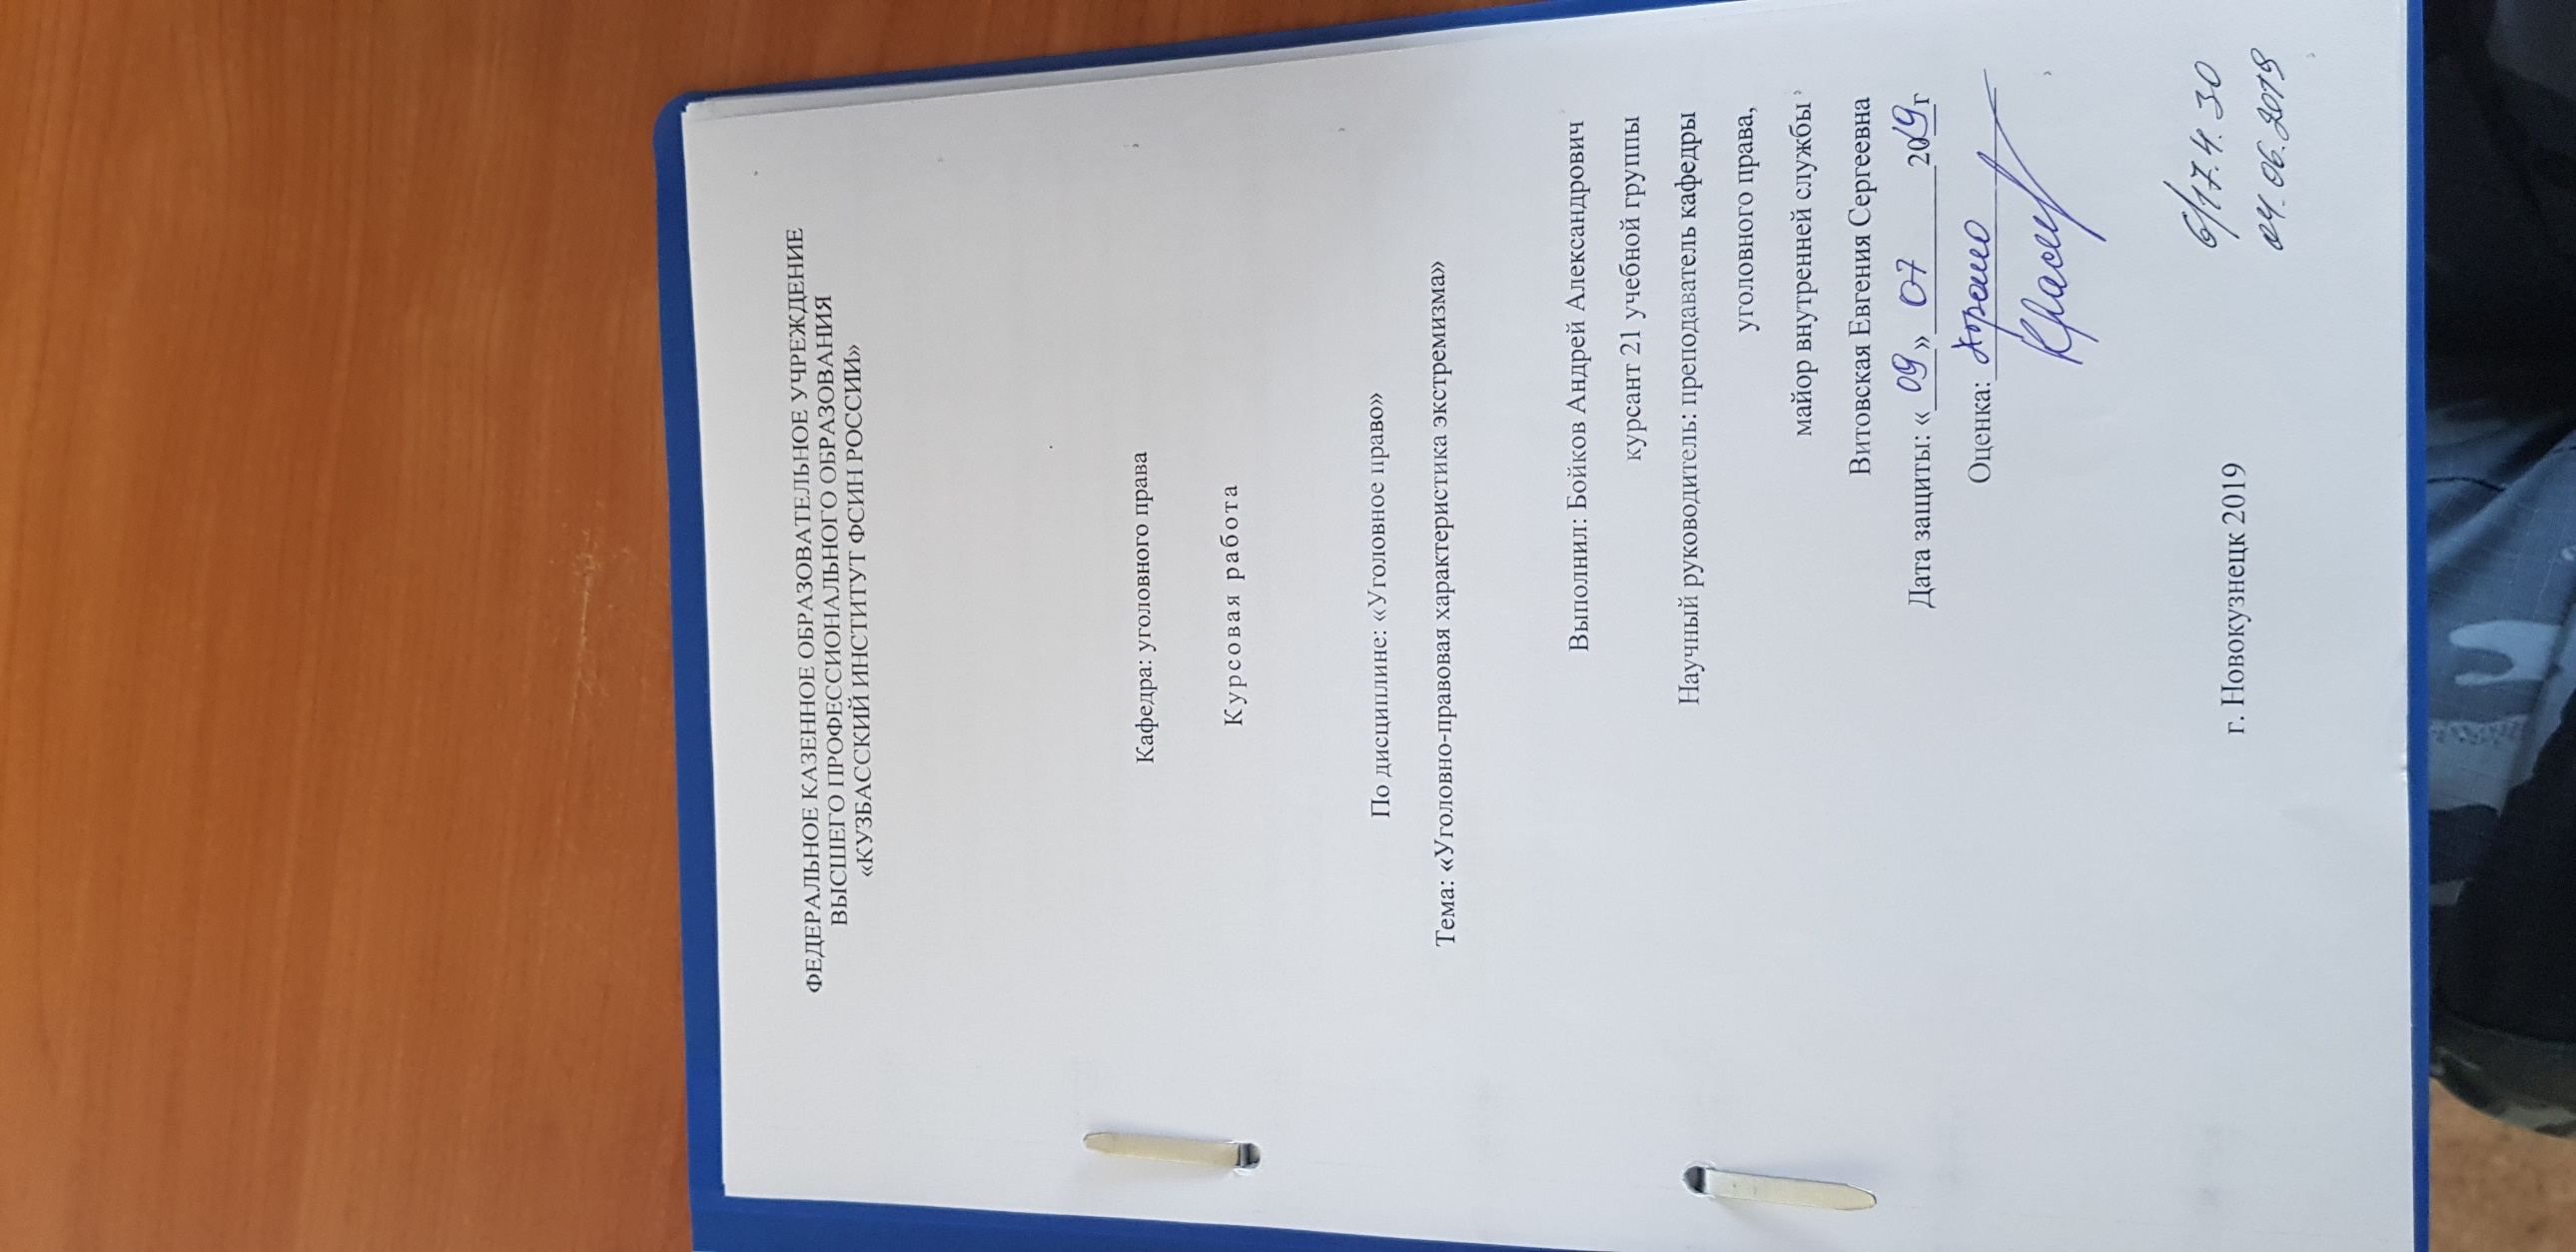 ФЕДЕРАЛЬНОЕ КАЗЕННОЕ ОБРАЗОВАТЕЛЬНОЕ УЧРЕЖДЕНИЕ
ВЫСШЕГО ПРОФЕССИОНАЛЬНОГО ОБРАЗОВАНИЯ
«КУЗБАССКИЙ ИНСТИТУТ ФСИН РОССИИ»
Кафедра: уголовного права
Курсовая работа
По дисциплине: «Уголовное право»
Тема: «Уголовно-правовая характеристика экстремизма»
Выполнил: Бойков Андрей Александрович
курсант 21 учебной группы
Научный руководитель: преподаватель кафедры
уголовного права,
майор внутренней службы
Витовская Евгения Сергеевна
Дата защиты: «09» 07 2019г
Оценка: хорошо
6/17.4.30
04.06.2019
г. Новокузнецк 2019